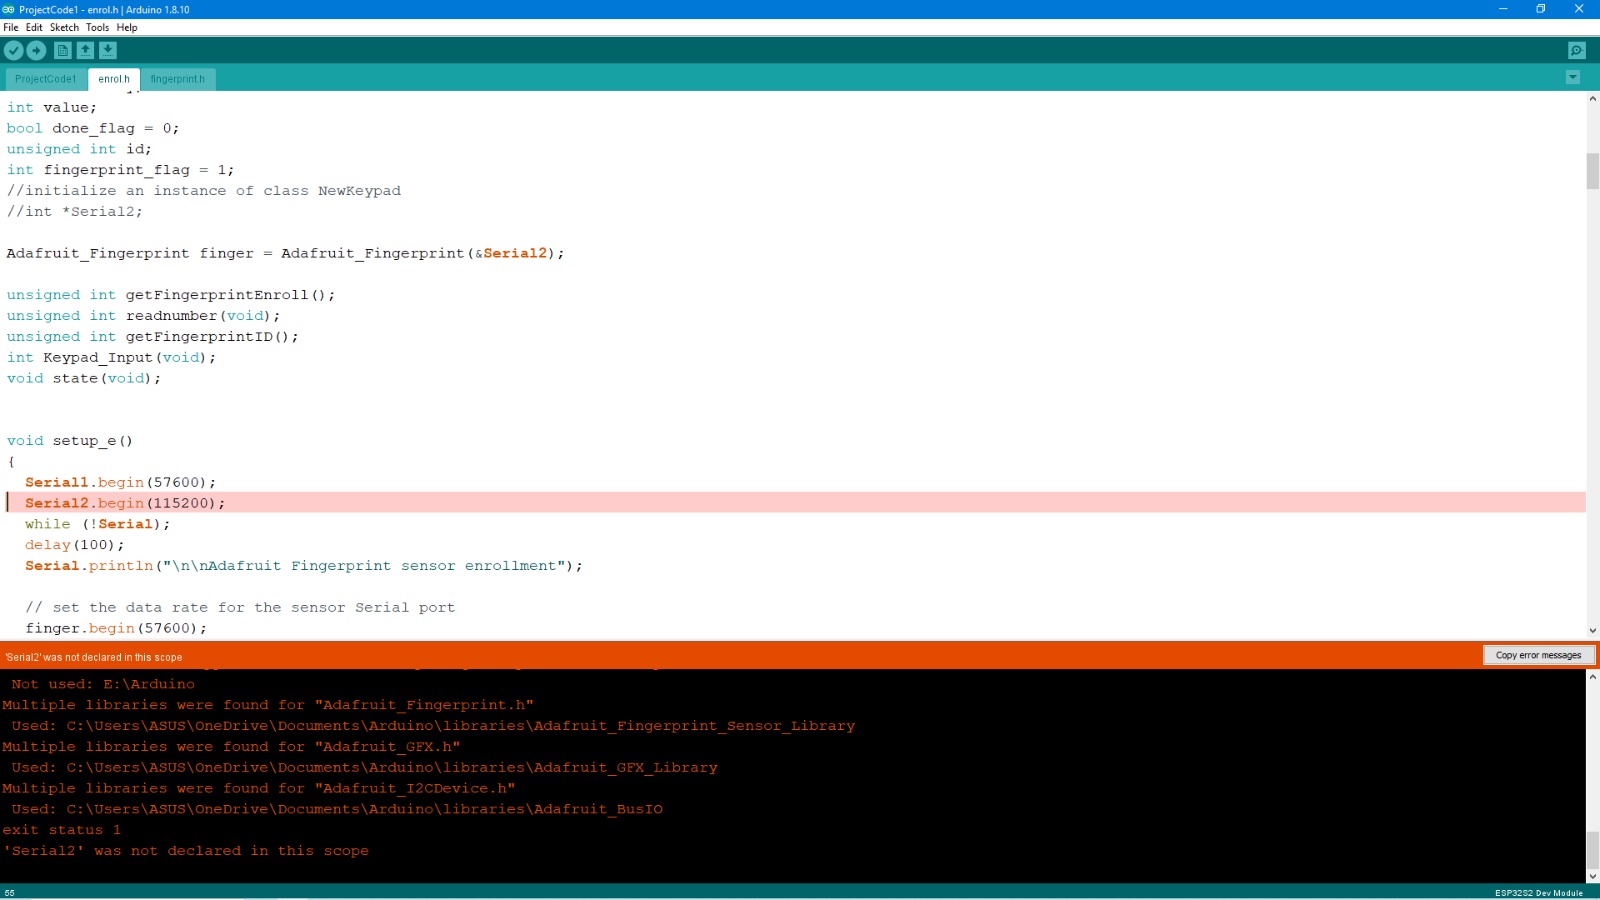 ProjectCode1 - enrol.h | Arduino 1.8.10
File Edit Sketch Tools Help
ProjectCode1 enrol.h fingerprint.h
int value;
bool done_flag = 0;
unsigned int id;
int fingerprint_flag = 1;
//initialize an instance of class NewKeypad
//int *Serial2;
Adafruit_Fingerprint finger = Adafruit_Fingerprint(&Serial2);
unsigned int getFingerprintEnroll();
unsigned int readnumber(void);
unsigned int getFingerprintID();
int Keypad_Input(void);
void state(void);
void setup_e()
{
Serial1.begin(57600);
Serial2.begin(115200);
while (!Serial);
delay(100);
Serial.println("\n\nAdafruit Fingerprint sensor enrollment");
// set the data rate for the sensor Serial port
finger.begin(57600);
'Serial2' was not declared in this scope
Copy error messages
Not used: E:\Arduino
Multiple libraries were found for "Adafruit_Fingerprint.h"
Used: C:\Users\ASUS\OneDrive\Documents\Arduino\libraries\Adafruit_Fingerprint_Sensor_Library
Multiple libraries were found for "Adafruit_GFX.h"
Used: C:\Users\ASUS\OneDrive\Documents\Arduino\libraries\Adafruit_GFX_Library
Multiple libraries were found for "Adafruit_I2CDevice.h"
Used: C:\Users\ASUS\OneDrive\Documents\Arduino\libraries\Adafruit_BusIO
exit status 1
'Serial2' was not declared in this scope
55
ESP32S2 Dev Module